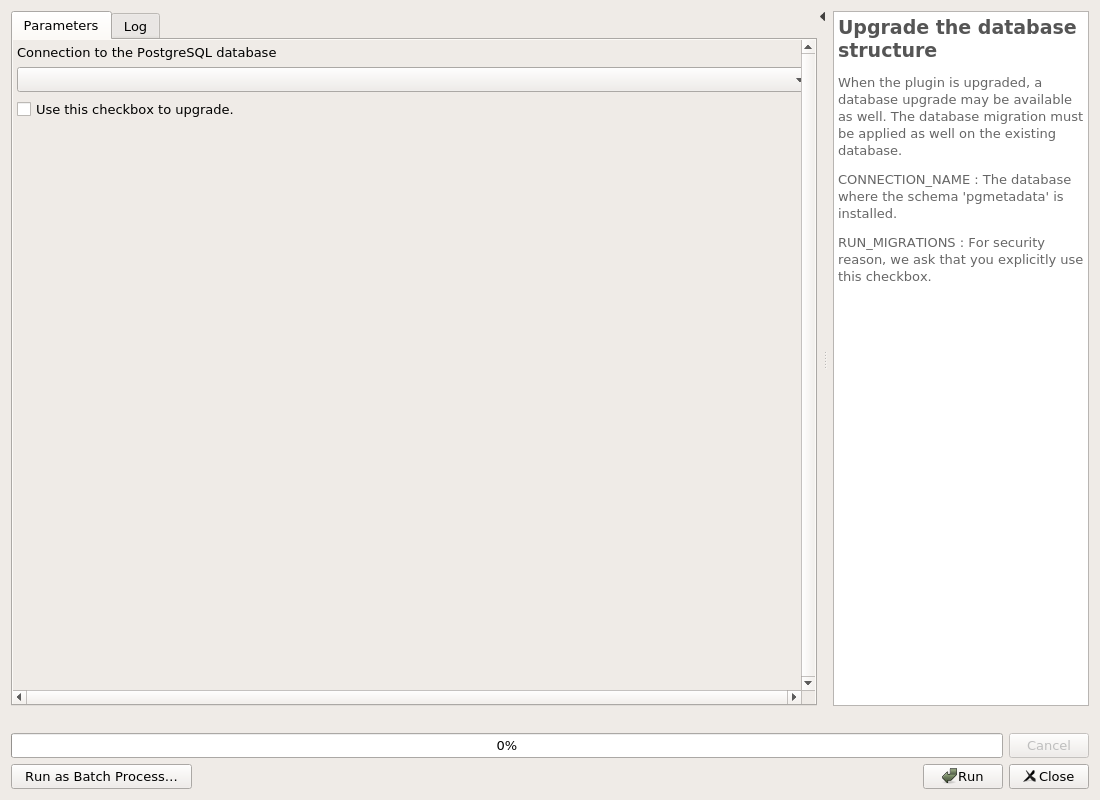 Parameters
Log
Connection to the PostgreSQL database
Use this checkbox to upgrade.
Upgrade the database
structure
When the plugin is upgraded, a
database upgrade may be available
as well. The database migration must
be applied as well on the existing
database.
CONNECTION_NAME : The database
where the schema 'pgmetadata' is
installed.
RUN_MIGRATIONS : For security
reason, we ask that you explicitly use
this checkbox.
0%
Cancel
Run as Batch Process…
Run
Close